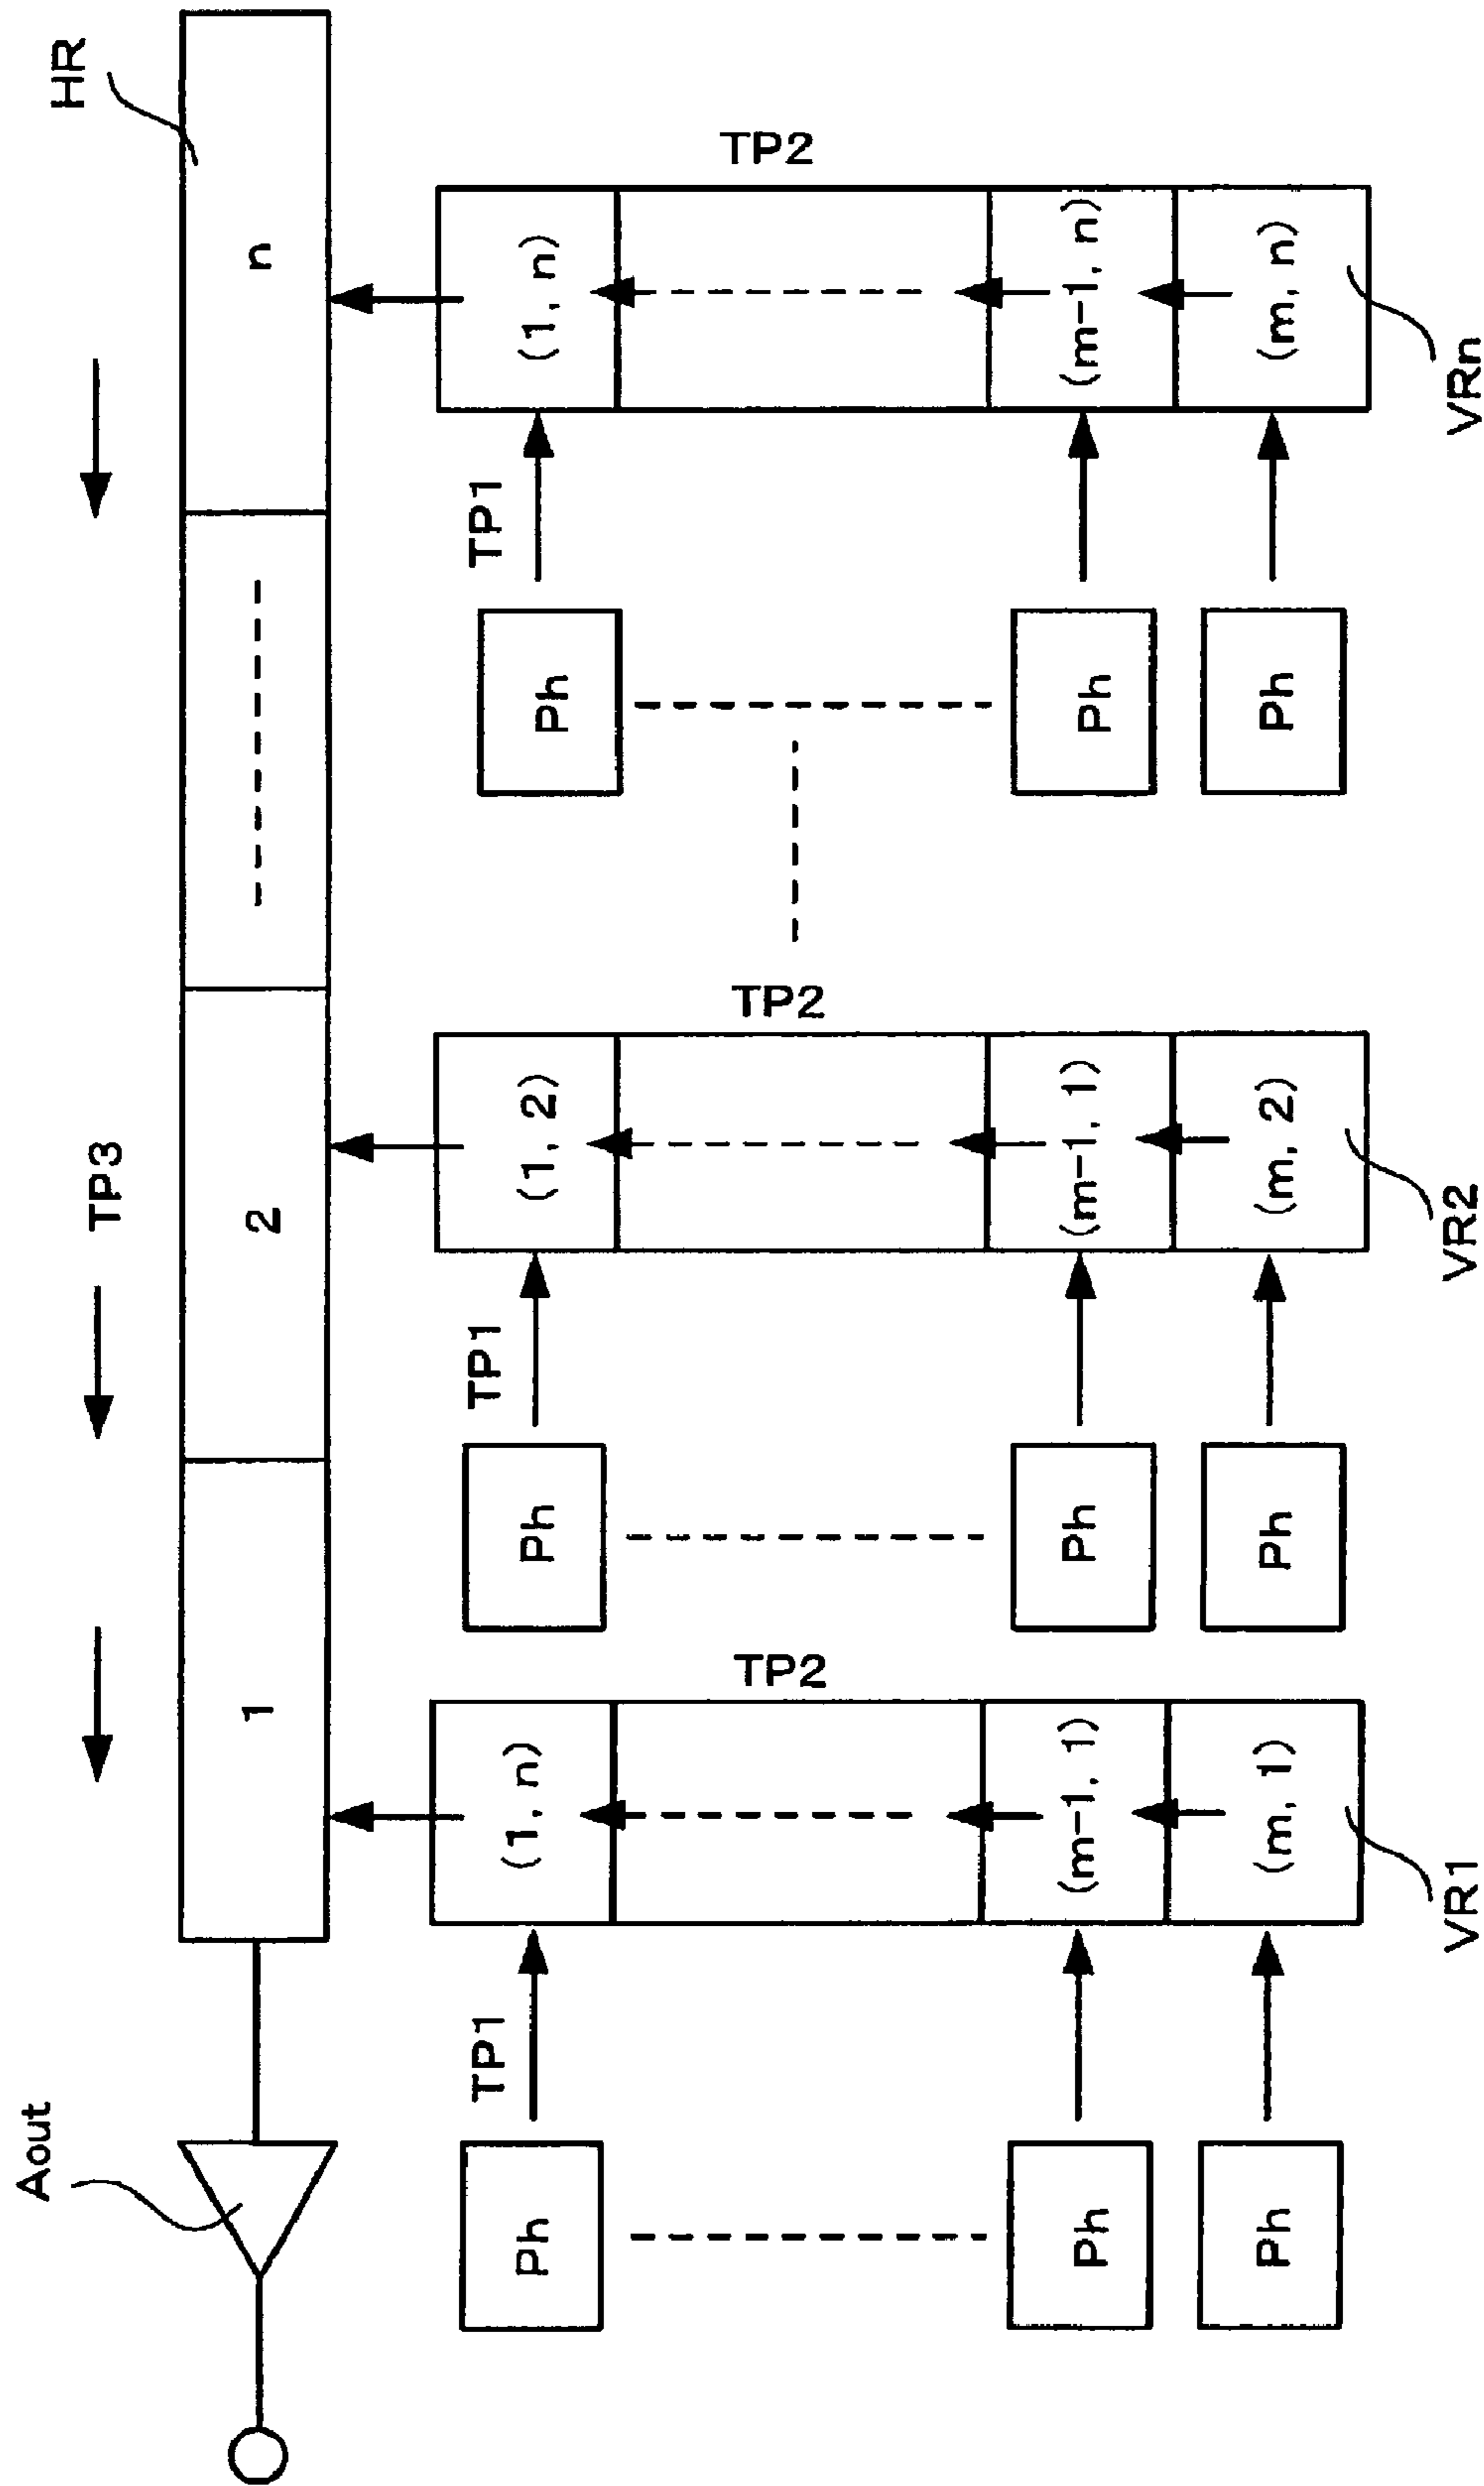 HR
TP3
Aout
1
2
n
TP1
TP1
TP1
Ph
(1, n)
Ph
(1, 2)
Ph
(1, n)
TP2
TP2
TP2
Ph
(m-1, 1)
Ph
(m-1, 1)
Ph
(m-1, n)
Ph
(m, 1)
Ph
(m, 2)
Ph
(m, n)
VR1
VR2
VRn